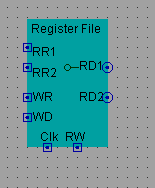 Register File
RR1
RR2 RD1
WR RD2
WD
Clk RW